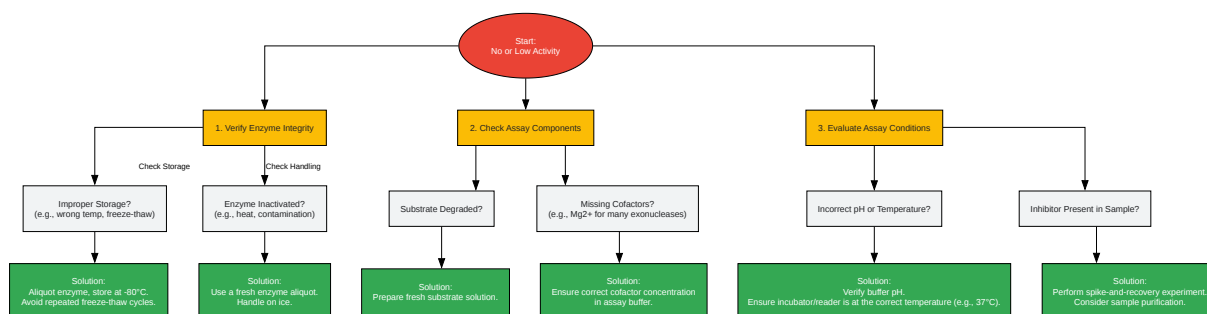 Start:
No or Low Activity
1. Verify Enzyme Integrity
2. Check Assay Components
3. Evaluate Assay Conditions
Check Storage
Check Handling
Improper Storage?
(e.g., wrong temp, freeze-thaw)
Enzyme Inactivated?
(e.g., heat, contamination)
Substrate Degraded?
Missing Cofactors?
(e.g., Mg2+ for many exonucleases)
Incorrect pH or Temperature?
Inhibitor Present in Sample?
Solution:
Aliquot enzyme, store at -80°C.
Avoid repeated freeze-thaw cycles.
Solution:
Use a fresh enzyme aliquot.
Handle on ice.
Solution:
Prepare fresh substrate solution.
Solution:
Ensure correct cofactor concentration
in assay buffer.
Solution:
Verify buffer pH.
Ensure incubator/reader is at the correct temperature (e.g., 37°C).
Solution:
Perform spike-and-recovery experiment.
Consider sample purification.